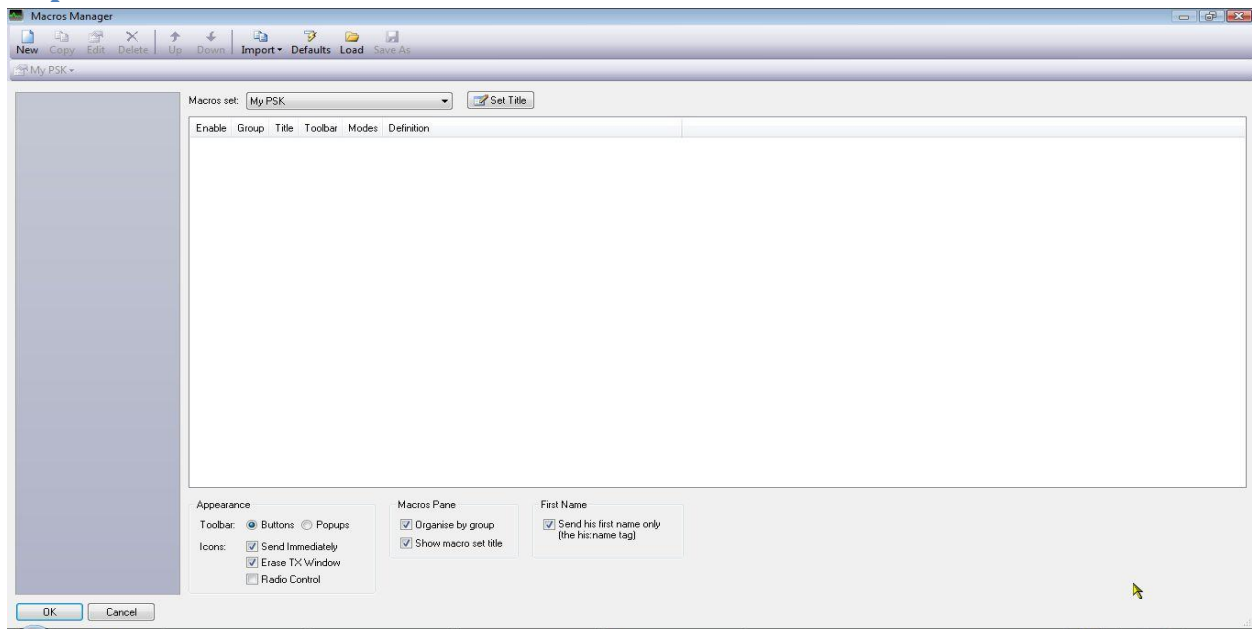 Macros Manager
New Copy Edit Delete Up Down Import Defaults Load Save As
My PSK
Macros set: My PSK Set Title
Enable Group Title Toolbar Modes Definition
Appearance Macros Pane First Name
Toolbar: Buttons Popups Organise by group Send his first name only
(the his:name tag)
Icons: Send Immediately Show macro set title
Erase TX Window
Radio Control
OK Cancel